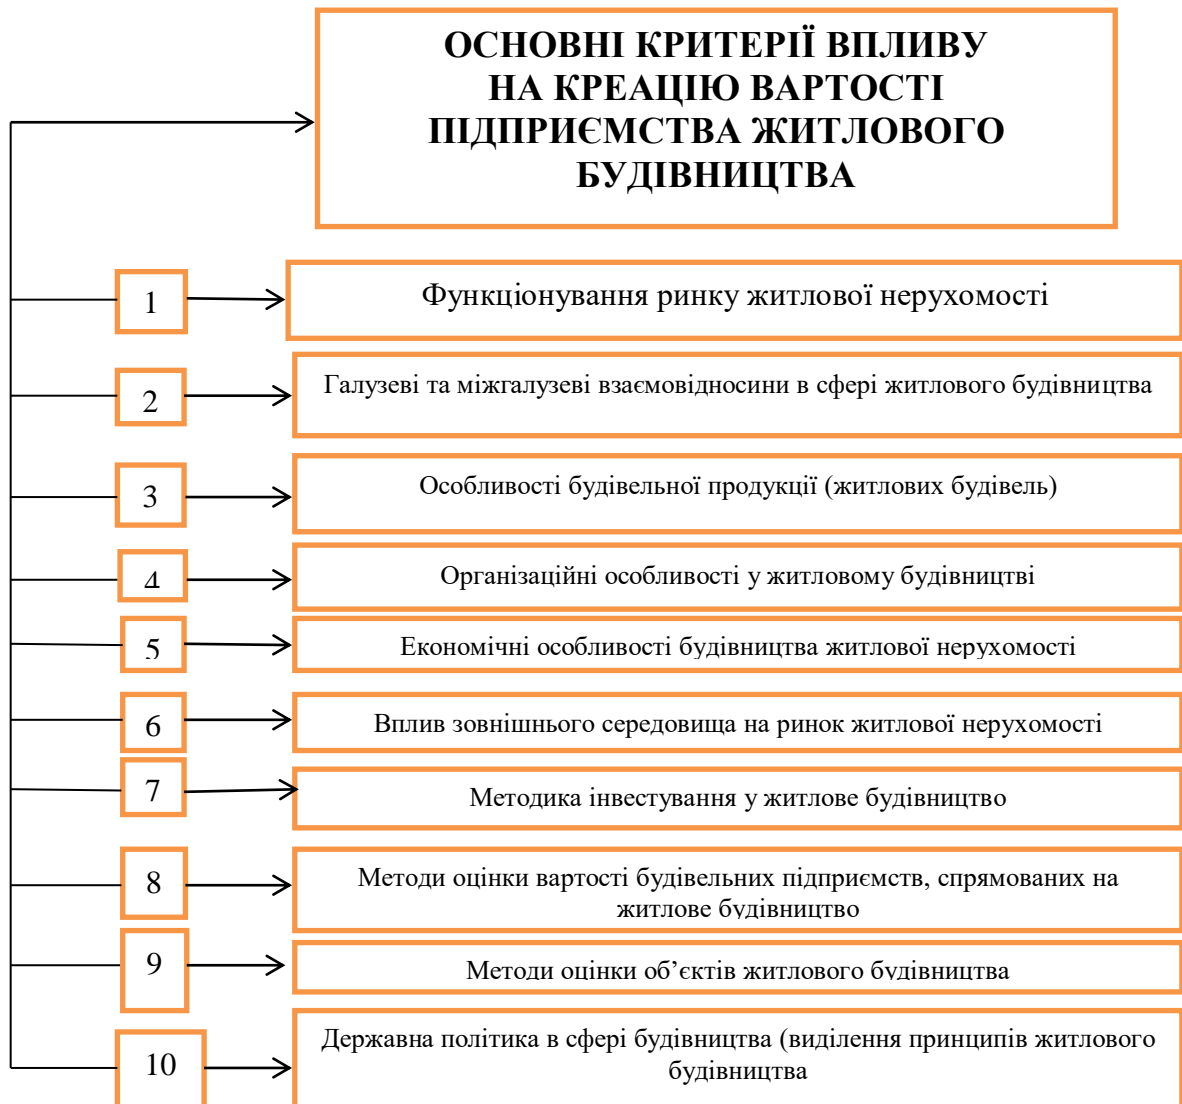 ОСНОВНІ КРИТЕРІЇ ВПЛИВУ
НА КРЕАЦІЮ ВАРТОСТІ
ПІДПРИЄМСТВА ЖИТЛОВОГО
БУДІВНИЦТВА
1 Функціонування ринку житлової нерухомості
2 Галузеві та міжгалузеві взаємовідносини в сфері житлового будівництва
3 Особливості будівельної продукції (житлових будівель)
4 Організаційні особливості у житловому будівництві
5 Економічні особливості будівництва житлової нерухомості
6 Вплив зовнішнього середовища на ринок житлової нерухомості
7 Методика інвестування у житлове будівництво
8 Методи оцінки вартості будівельних підприємств, спрямованих на
житлове будівництво
9 Методи оцінки об’єктів житлового будівництва
10 Державна політика в сфері будівництва (виділення принципів житлового
будівництва